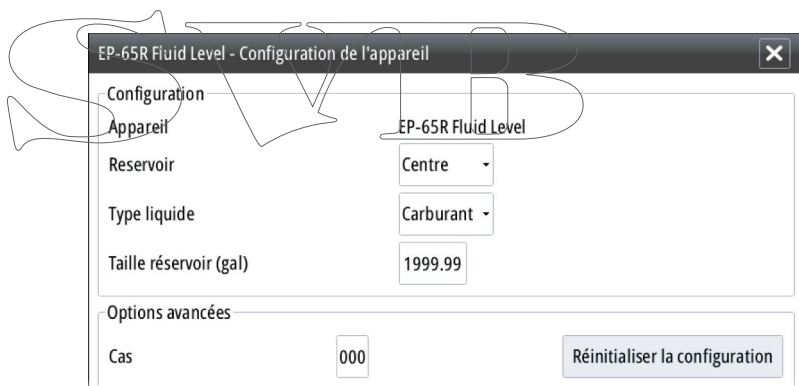 EP-65R Fluid Level - Configuration de l'appareil
Configuration
Appareil EP-65R Fluid Level
Reservoir Centre
Type liquide Carburant
Taille réservoir (gal) 1999.99
Options avancées
Cas 000 Réinitialiser la configuration
SVB